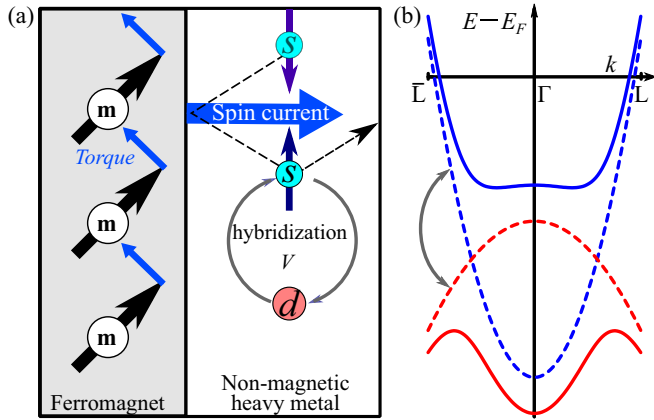 (a)
m
Torque
m
m
Ferromagnet
s
Spin current
s
hybridization
V
d
Non-magnetic
heavy metal
(b)
E−E_F
k
L̄
Γ
L